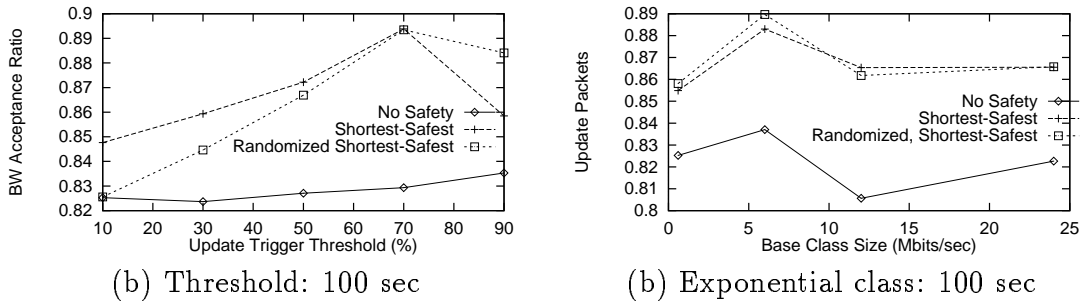 0.9
0.89
0.88
0.87
0.86
0.85
0.84
0.83
0.82
BW Acceptance Ratio
No Safety
Shortest-Safest
Randomized Shortest-Safest
10 20 30 40 50 60 70 80 90
Update Trigger Threshold (%)
(b) Threshold: 100 sec
0.89
0.88
0.87
0.86
0.85
0.84
0.83
0.82
0.81
0.8
Update Packets
No Safety
Shortest-Safest
Randomized, Shortest-Safest
0 5 10 15 20 25
Base Class Size (Mbits/sec)
(b) Exponential class: 100 sec